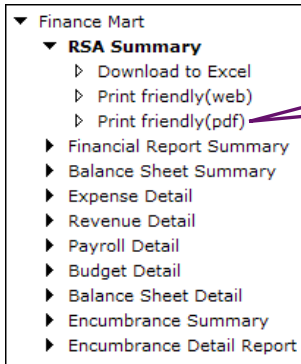 Finance Mart
RSA Summary
Download to Excel
Print friendly(web)
Print friendly(pdf)
Financial Report Summary
Balance Sheet Summary
Expense Detail
Revenue Detail
Payroll Detail
Budget Detail
Balance Sheet Detail
Encumbrance Summary
Encumbrance Detail Report